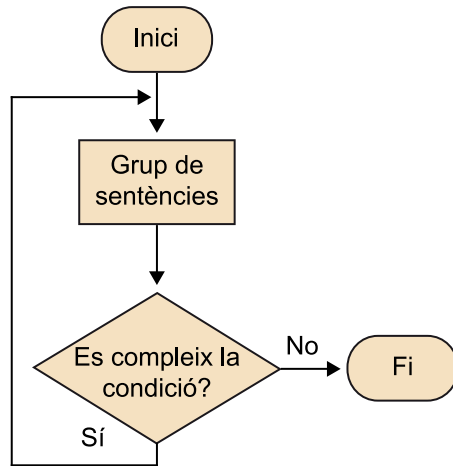 Inici
Grup de
sentències
Es compleix la
condició?
No
Fi
Sí